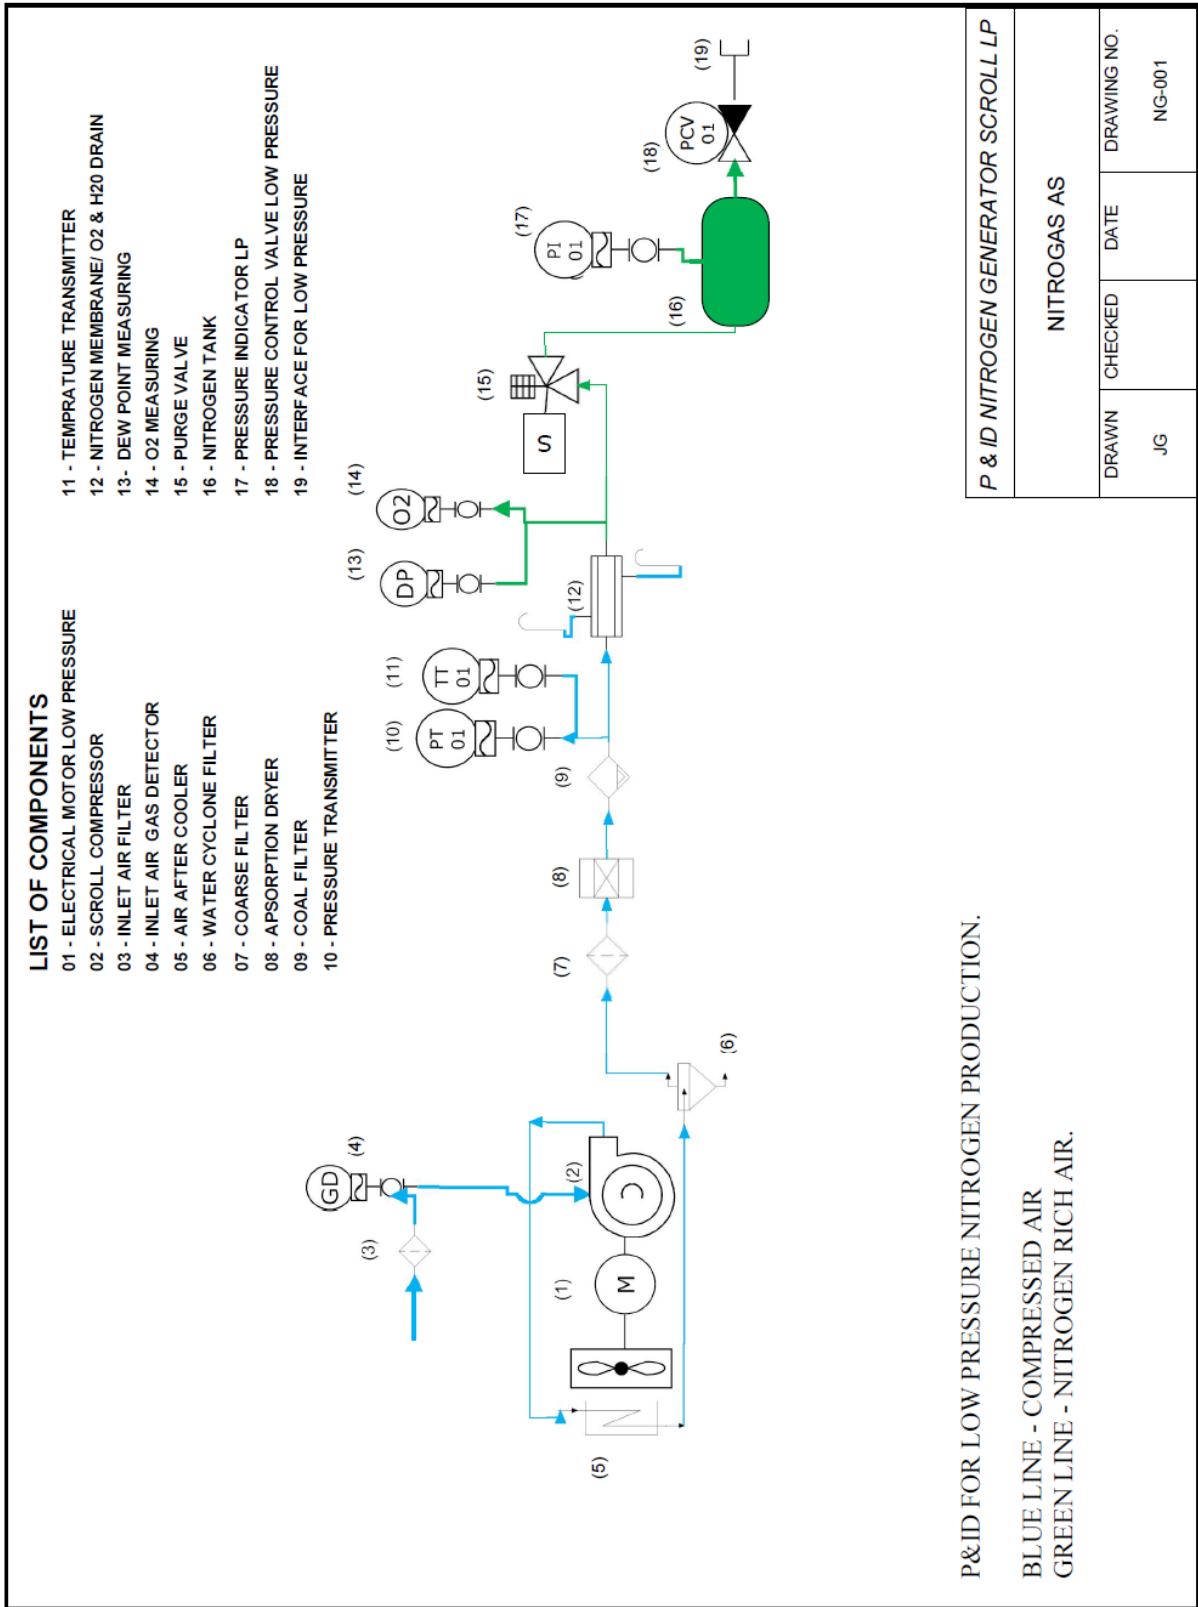 LIST OF COMPONENTS
01 - ELECTRICAL MOTOR LOW PRESSURE
02 - SCROLL COMPRESSOR
03 - INLET AIR FILTER
04 - INLET AIR  GAS DETECTOR
05 - AIR AFTER COOLER
06 - WATER CYCLONE FILTER
07 - COARSE FILTER
08 - APSORPTION DRYER
09 - COAL FILTER
10 - PRESSURE TRANSMITTER
11 - TEMPRATURE TRANSMITTER
12 - NITROGEN MEMBRANE/ O2 & H20 DRAIN
13- DEW POINT MEASURING
14 - O2 MEASURING
15 - PURGE VALVE
16 - NITROGEN TANK
17 - PRESSURE INDICATOR LP
18 - PRESSURE CONTROL VALVE LOW PRESSURE
19 - INTERFACE FOR LOW PRESSURE
(3)
GD
(4)
(5)
(1)
M
(2)
C
(6)
(7)
(8)
(9)
(10)
PT
01
(11)
TT
01
(12)
(13)
DP
(14)
O2
(15)
S
(16)
(17)
PI
01
(18)
PCV
01
(19)
P&ID FOR LOW PRESSURE NITROGEN PRODUCTION.
BLUE LINE - COMPRESSED AIR
GREEN LINE - NITROGEN RICH AIR.
P & ID NITROGEN GENERATOR SCROLL LP
NITROGAS AS
DRAWN
CHECKED
DATE
DRAWING NO.
JG
NG-001